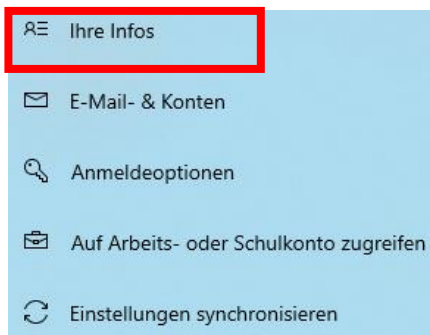 Ihre Infos
E-Mail- & Konten
Anmeldeoptionen
Auf Arbeits- oder Schulkonto zugreifen
Einstellungen synchronisieren